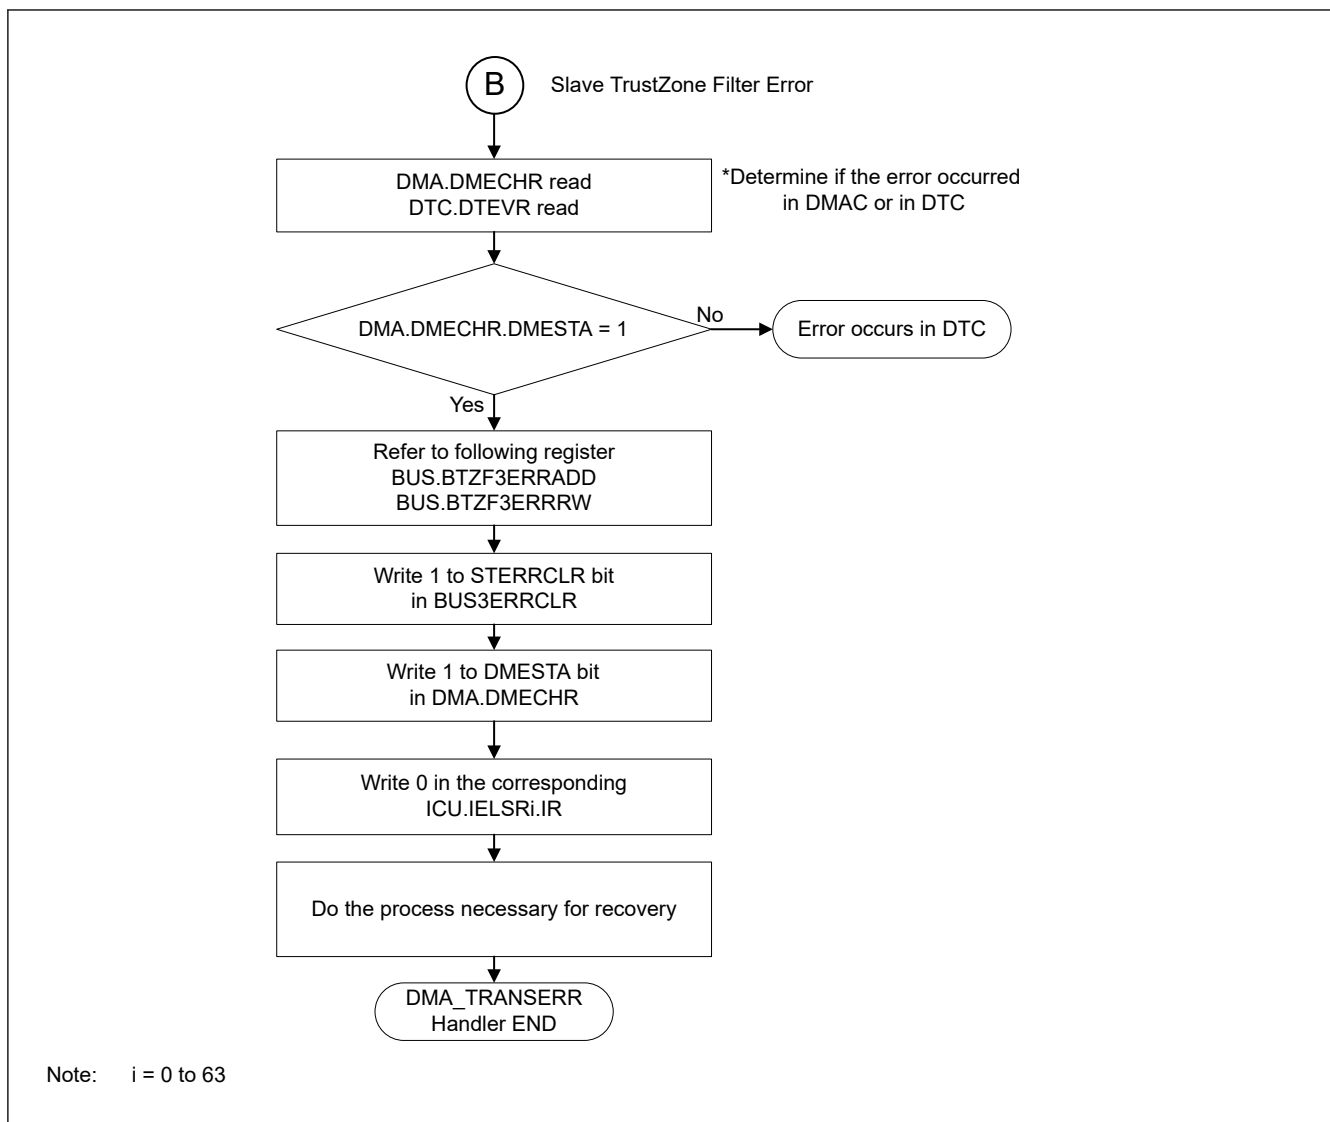 B
Slave TrustZone Filter Error
DMA.DMECHR read
DTC.DTEVR read
*Determine if the error occurred
in DMAC or in DTC
DMA.DMECHR.DMESTA = 1
No
Error occurs in DTC
Yes
Refer to following register
BUS.BTZF3ERRADD
BUS.BTZF3ERRRW
Write 1 to STERRCLR bit
in BUS3ERRCLR
Write 1 to DMESTA bit
in DMA.DMECHR
Write 0 in the corresponding
ICU.IELSRi.IR
Do the process necessary for recovery
DMA_TRANSERR
Handler END
Note: i = 0 to 63